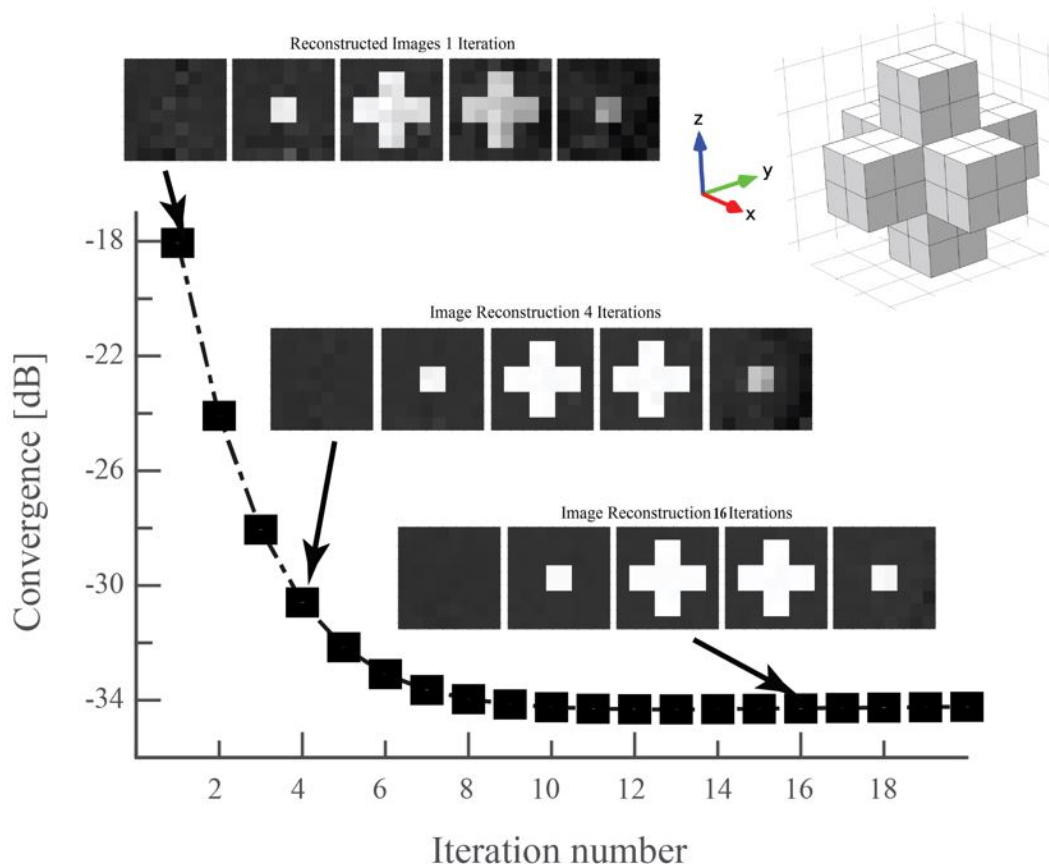 Reconstructed Images 1 Iteration
z
y
x
-18
Image Reconstruction 4 Iterations
-22
-26
Image Reconstruction 16 Iterations
-30
-34
Convergence [dB]
2 4 6 8 10 12 14 16 18
Iteration number